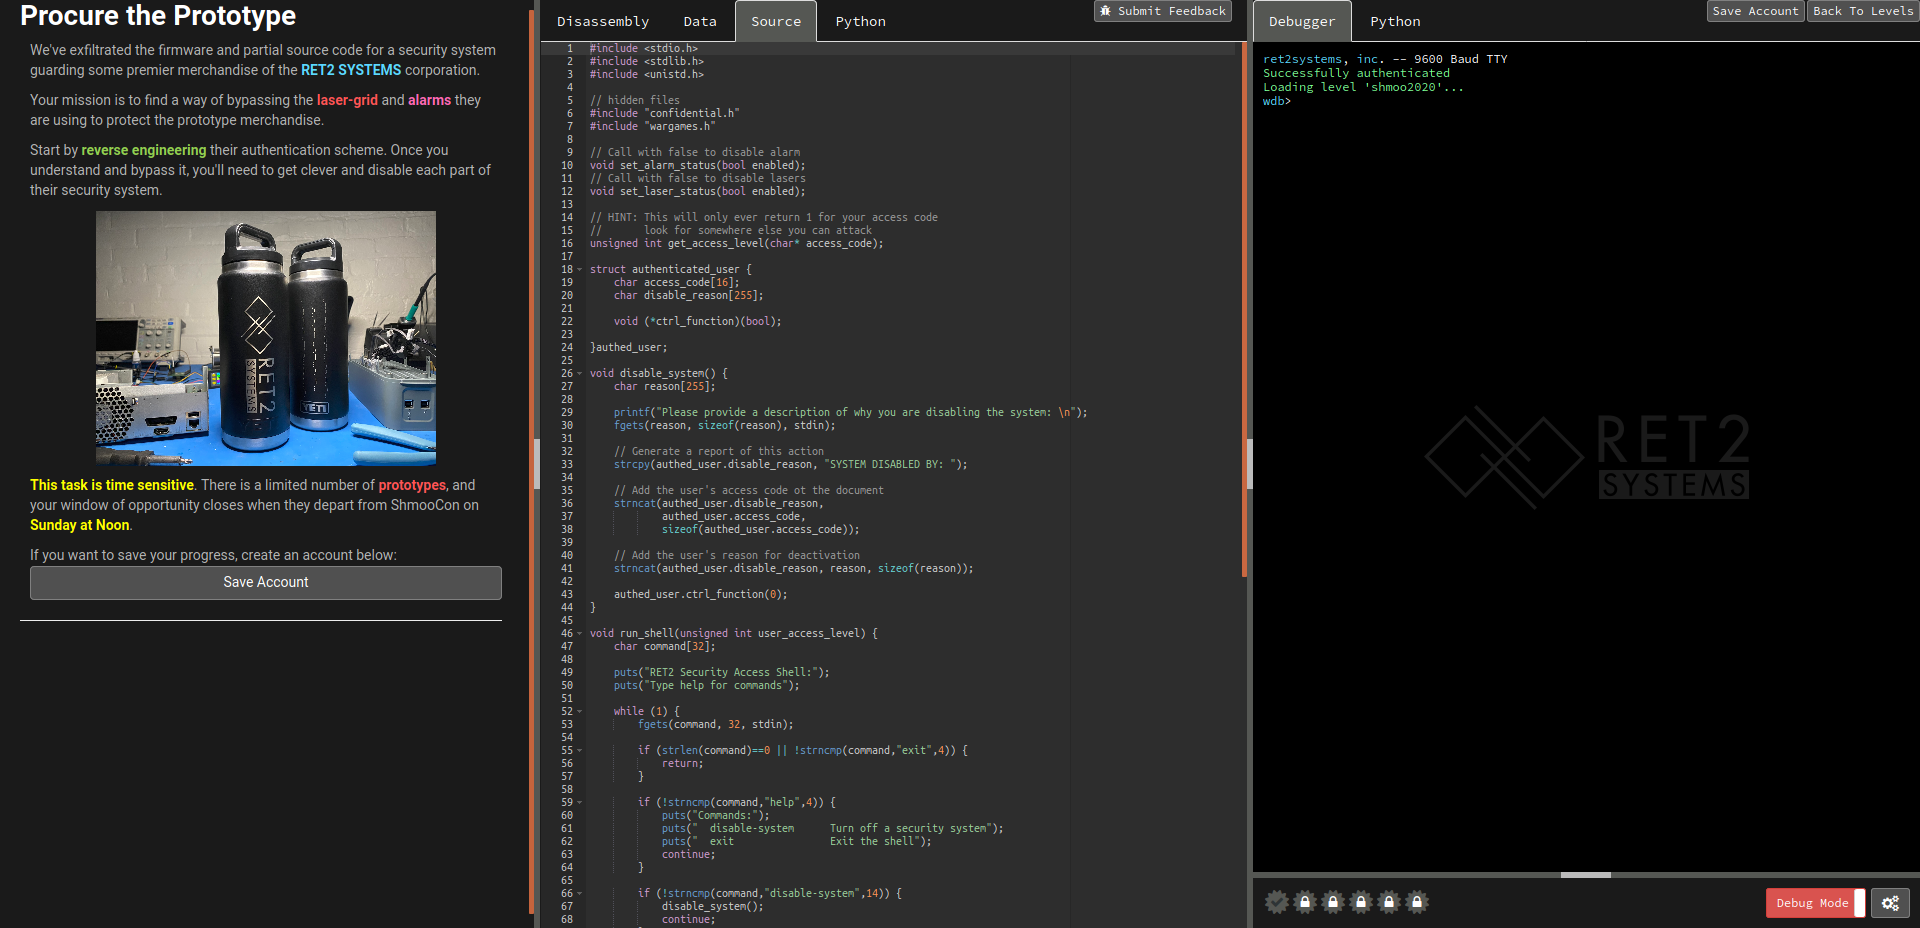 Procure the Prototype
We've exfiltrated the firmware and partial source code for a security system
guarding some premier merchandise of the RET2 SYSTEMS corporation.
Your mission is to find a way of bypassing the laser-grid and alarms they
are using to protect the prototype merchandise.
Start by reverse engineering their authentication scheme. Once you
understand and bypass it, you'll need to get clever and disable each part of
their security system.
RET2
SYSTEMS
YETI
This task is time sensitive. There is a limited number of prototypes, and
your window of opportunity closes when they depart from ShmooCon on
Sunday at Noon.
If you want to save your progress, create an account below:
Save Account
Disassembly Data Source Python
Submit Feedback
1 #include <stdio.h>
2 #include <stdlib.h>
3 #include <unistd.h>
4
5 // hidden files
6 #include "confidential.h"
7 #include "wargames.h"
8
9 // Call with false to disable alarm
10 void set_alarm_status(bool enabled);
11 // Call with false to disable lasers
12 void set_laser_status(bool enabled);
13
14 // HINT: This will only ever return 1 for your access code
15 //       look for somewhere else you can attack
16 unsigned int get_access_level(char* access_code);
17
18 struct authenticated_user {
19     char access_code[16];
20     char disable_reason[255];
21
22     void (*ctrl_function)(bool);
23
24 }authed_user;
25
26 void disable_system() {
27     char reason[255];
28
29     printf("Please provide a description of why you are disabling the system: \n");
30     fgets(reason, sizeof(reason), stdin);
31
32     // Generate a report of this action
33     strcpy(authed_user.disable_reason, "SYSTEM DISABLED BY: ");
34
35     // Add the user's access code ot the document
36     strncat(authed_user.disable_reason,
37             authed_user.access_code,
38             sizeof(authed_user.access_code));
39
40     // Add the user's reason for deactivation
41     strncat(authed_user.disable_reason, reason, sizeof(reason));
42
43     authed_user.ctrl_function(0);
44 }
45
46 void run_shell(unsigned int user_access_level) {
47     char command[32];
48
49     puts("RET2 Security Access Shell:");
50     puts("Type help for commands");
51
52     while (1) {
53         fgets(command, 32, stdin);
54
55         if (strlen(command)==0 || !strncmp(command,"exit",4)) {
56             return;
57         }
58
59         if (!strncmp(command,"help",4)) {
60             puts("Commands:");
61             puts("  disable-system      Turn off a security system");
62             puts("  exit                Exit the shell");
63             continue;
64         }
65
66         if (!strncmp(command,"disable-system",14)) {
67             disable_system();
68             continue;
Debugger Python
Save Account Back To Levels
ret2systems, inc. -- 9600 Baud TTY
Successfully authenticated
Loading level 'shmoo2020'...
wdb>
RET2
SYSTEMS
Debug Mode